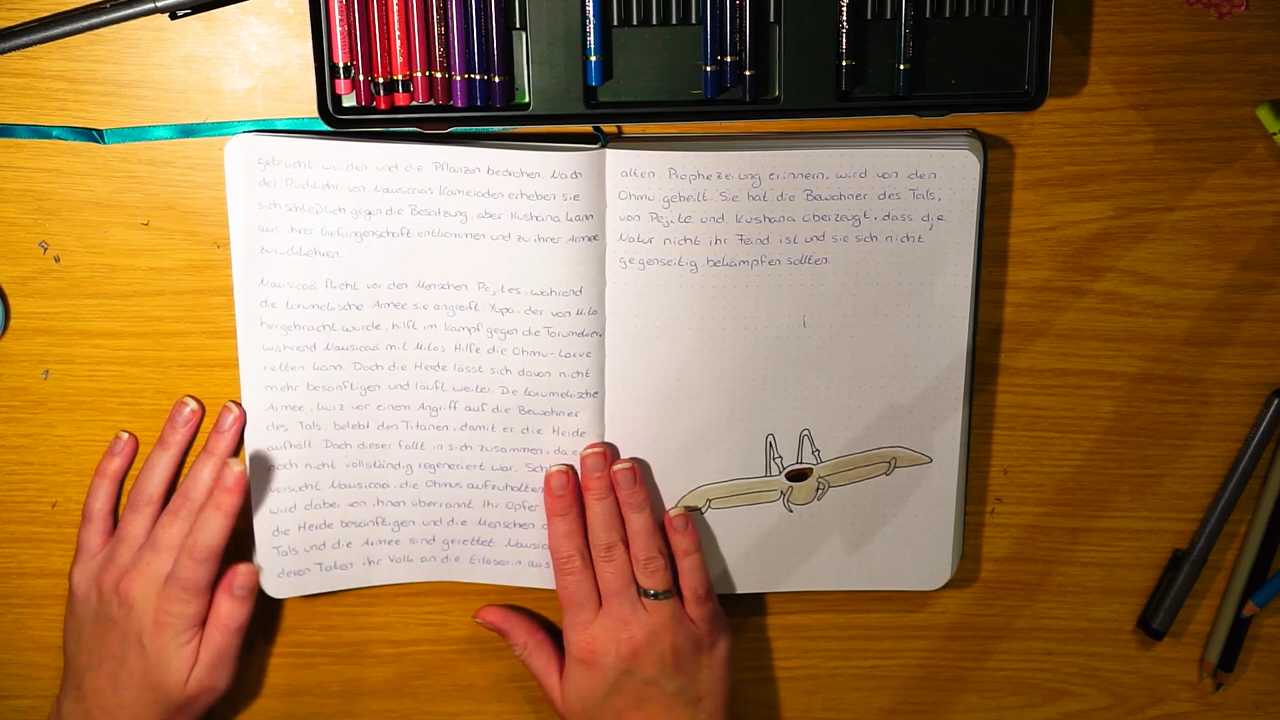 gebracht wurden und die Pflanzen bedrohen. Nach
der Rückkehr von Nausicaäs Kameraden erheben sie
sich schließlich gegen die Besatzung, aber Kushana kann
aus ihrer Gefangenschaft entkommen und zu ihrer Armee
zurückkehren.
Nausicaä flieht vor den Menschen Pejites, während
die torumekische Armee sie angreift. Yupa, der von Mito
hergebracht wurde, hilft im Kampf gegen die Torumekier,
während Nausicaä mit Mitos Hilfe die Ohmu-Larve
retten kann. Doch die Herde lässt sich davon nicht
mehr besänftigen und läuft weiter. Die torumekische
Armee, kurz vor einem Angriff auf die Bewohner
des Tals, belebt den Titanen, damit er die Herde
aufhält. Doch dieser fällt in sich zusammen, da er
noch nicht vollständig regeneriert war. Sch
versucht Nausicaä, die Ohmus aufzuhalten
wird dabei von ihnen überrannt. Ihr Opfer
die Herde besänftigen und die Menschen
Tals und die Armee sind gerettet. Nausic
deren Taten ihr Volk an die Erlöserin aus
alten Prophezeiung erinnern, wird von den
Ohmu geheilt. Sie hat die Bewohner des Tals,
von Pejite und Kushana überzeugt, dass die
Natur nicht ihr Feind ist und sie sich nicht
gegenseitig bekämpfen sollten.